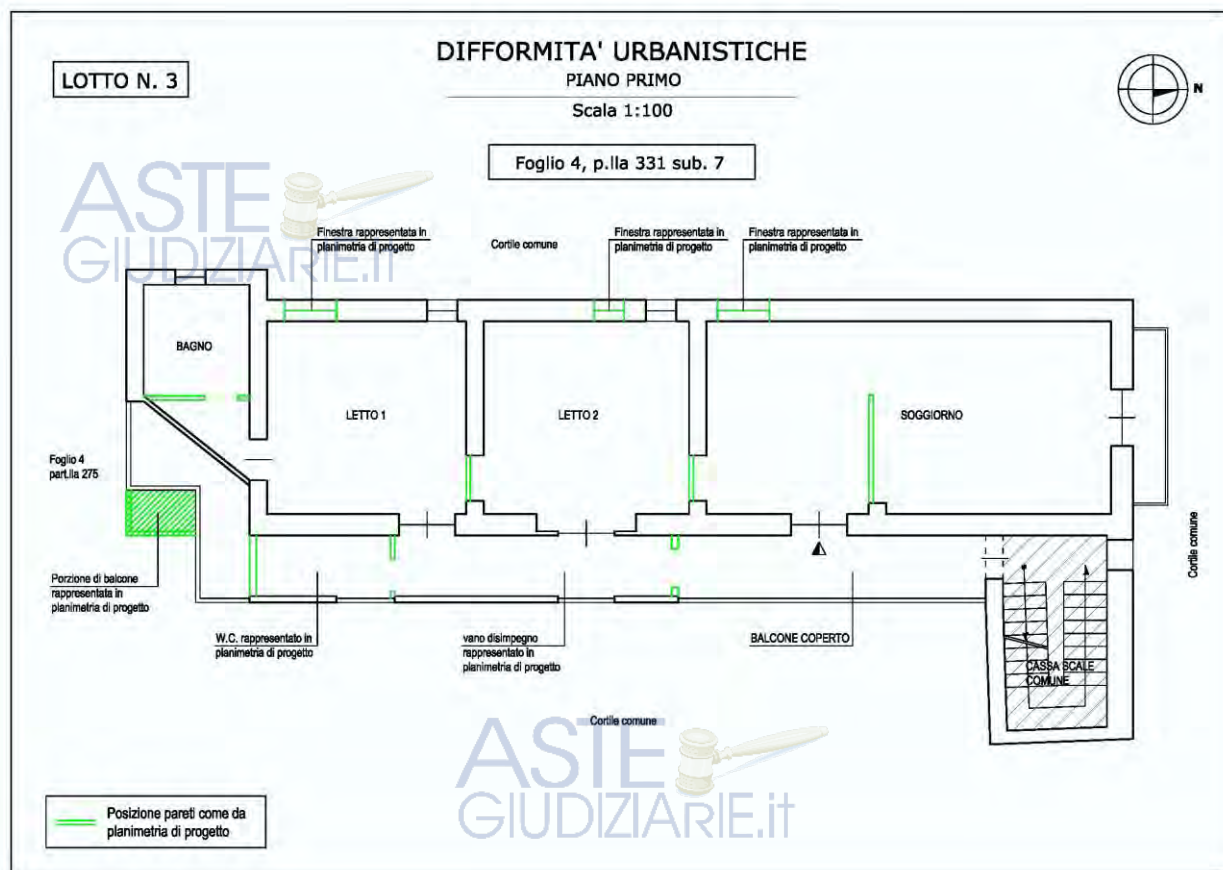 DIFFORMITA' URBANISTICHE
LOTTO N. 3
PIANO PRIMO
Scala 1:100
N
Foglio 4, p.lla 331 sub. 7
ASTE
GIUDIZIARIE.it
Finestra rappresentata in
planimetria di progetto
Cortile comune
Finestra rappresentata in
planimetria di progetto
Finestra rappresentata in
planimetria di progetto
BAGNO
LETTO 1
LETTO 2
SOGGIORNO
Foglio 4
part.lla 275
Cortile comune
Porzione di balcone
rappresentata in
planimetria di progetto
W.C. rappresentato in
planimetria di progetto
vano disimpegno
rappresentato in
planimetria di progetto
BALCONE COPERTO
CASSA SCALE
COMUNE
Cortile comune
ASTE
GIUDIZIARIE.it
Posizione pareti come da
planimetria di progetto